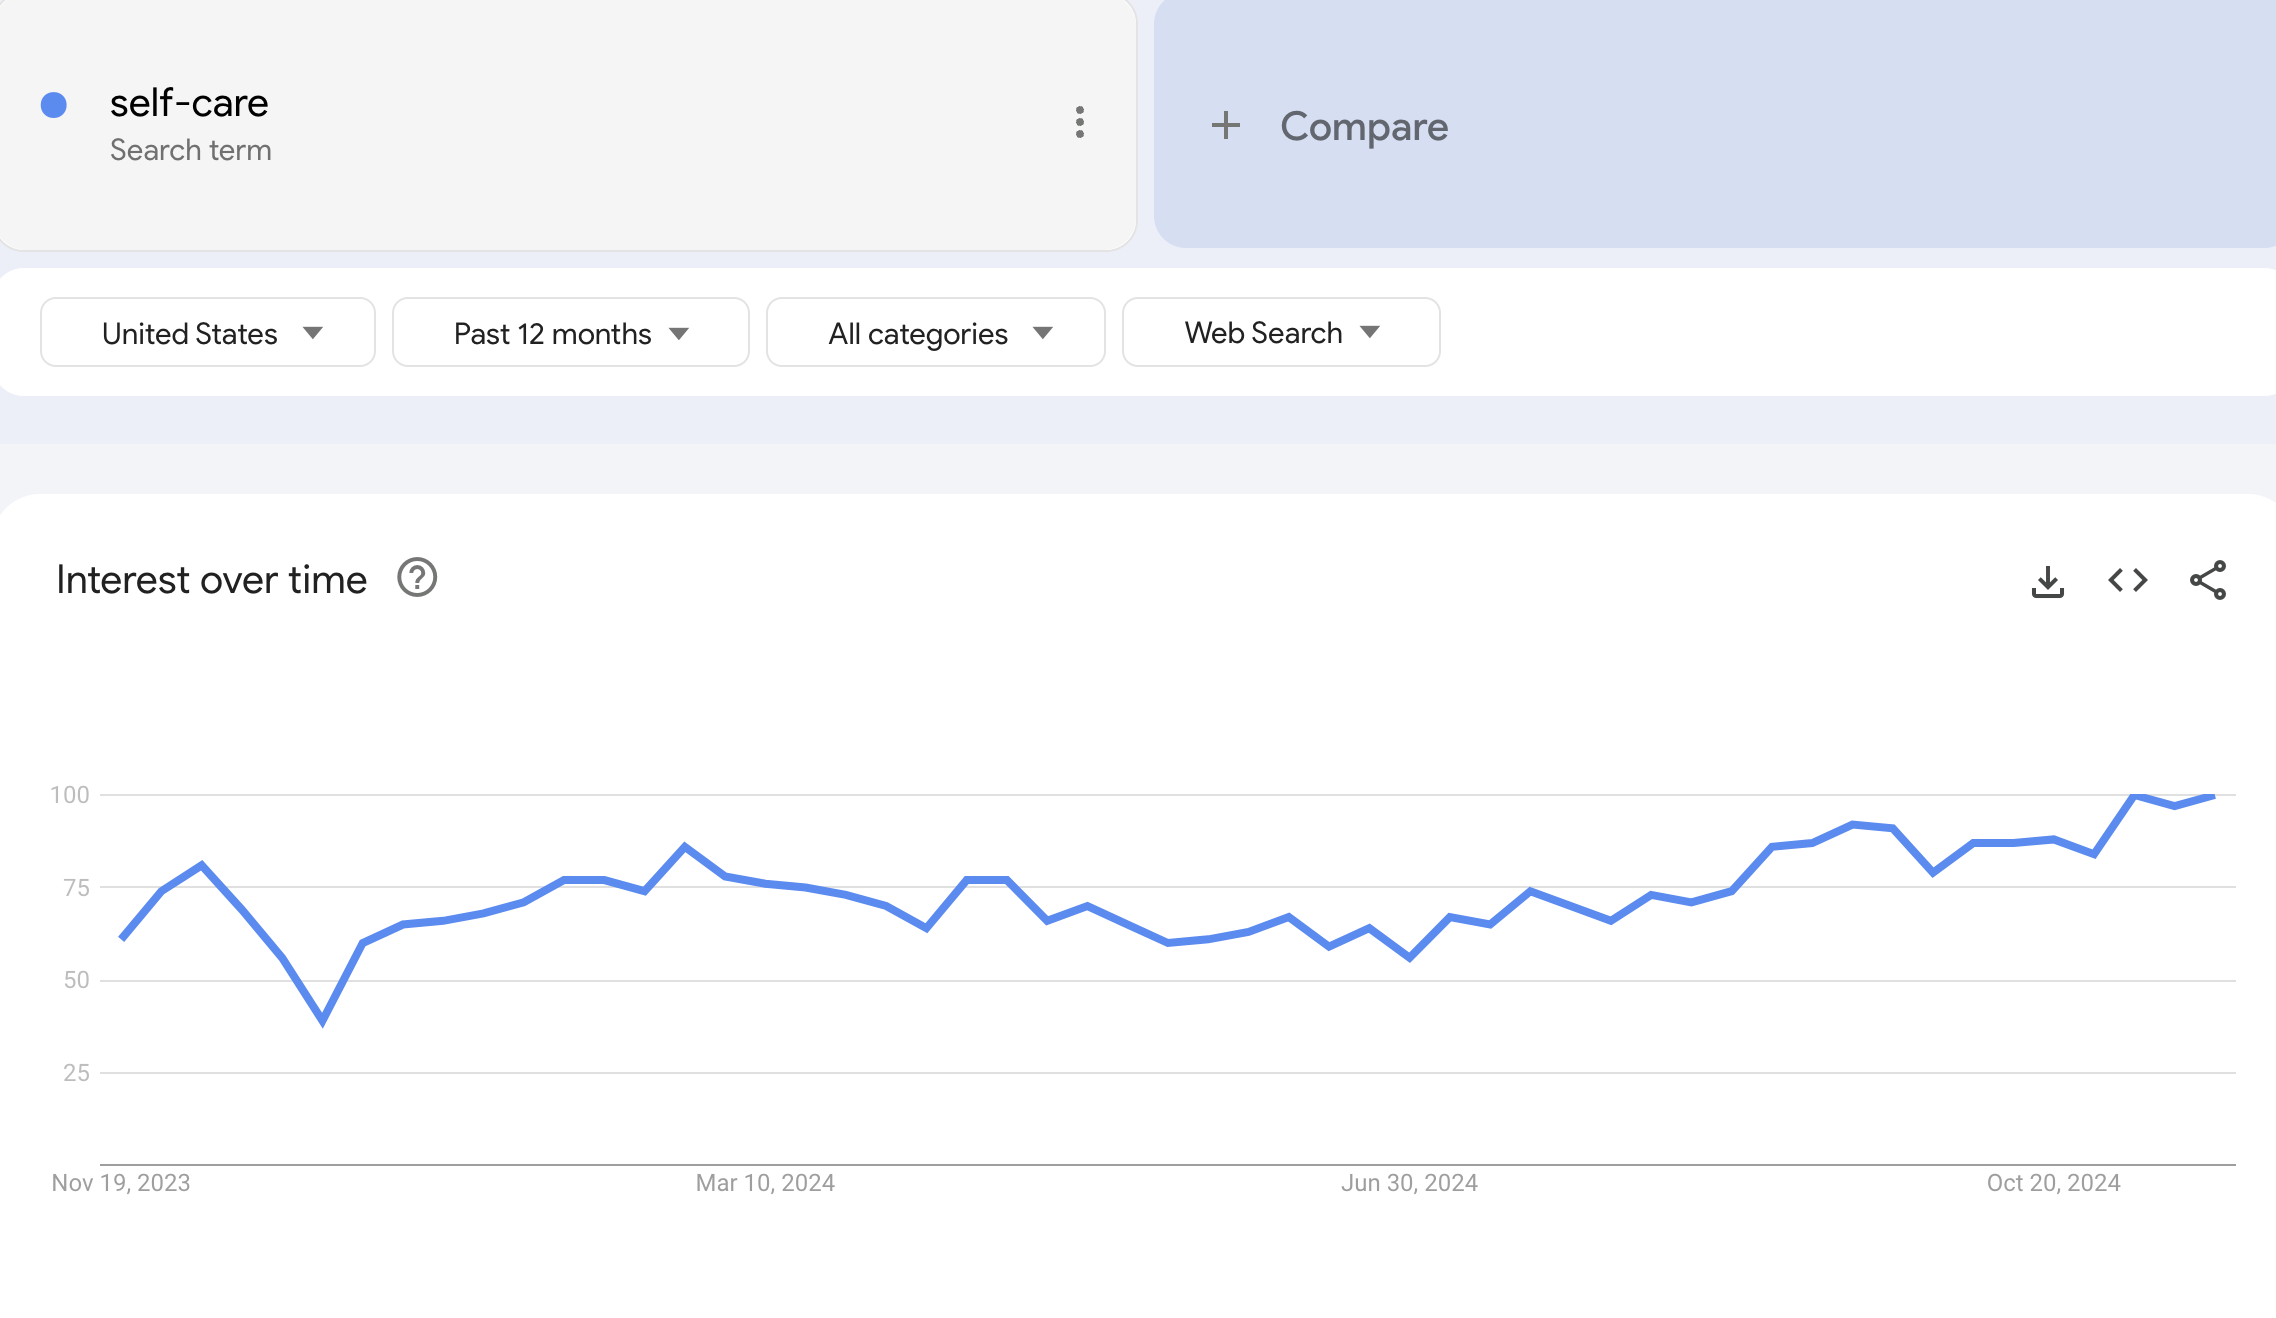 self-care
Search term
+ Compare
United States
Past 12 months
All categories
Web Search
Interest over time ?
100
75
50
25
Nov 19, 2023
Mar 10, 2024
Jun 30, 2024
Oct 20, 2024